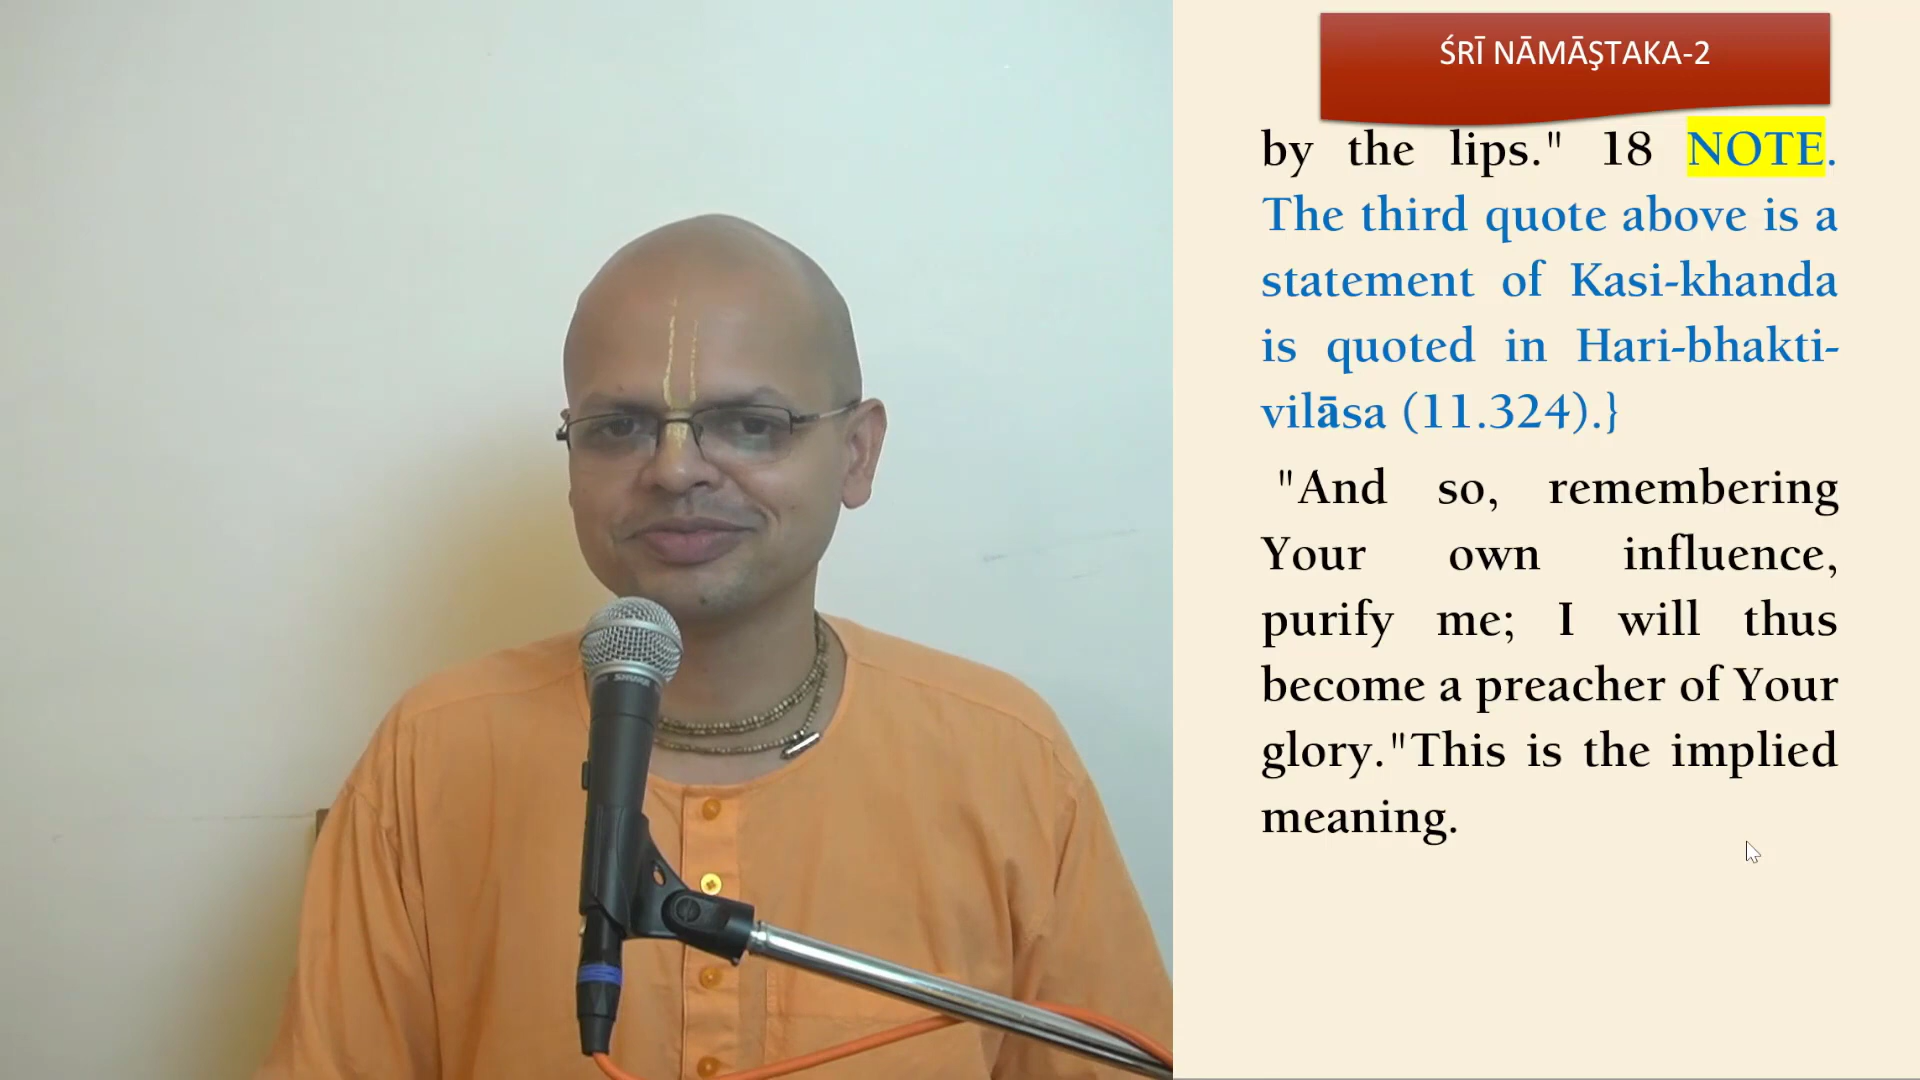 ŚRĪ NĀMĀŞTAKA-2
by the lips." 18 NOTE.
The third quote above is a
statement of Kasi-khanda
is quoted in Hari-bhakti-
vilāsa (11.324).}
"And so, remembering
Your own influence,
purify me; I will thus
become a preacher of Your
glory."This is the implied
meaning.
SHURE